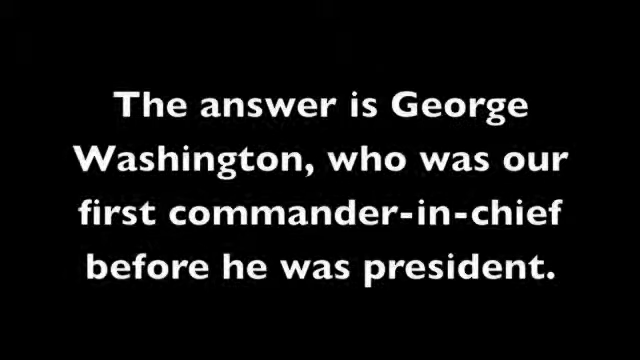 The answer is George
Washington, who was our
first commander-in-chief
before he was president.